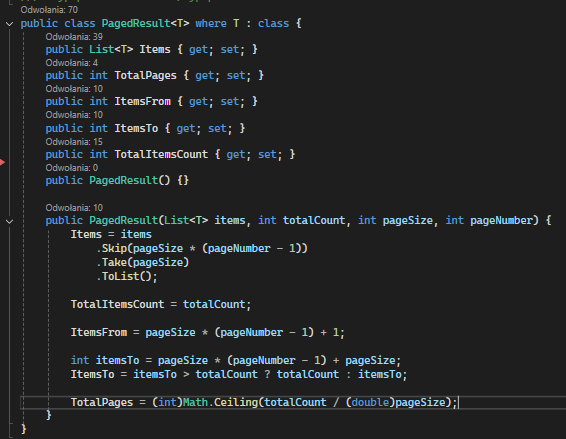 Odwołania: 70
public class PagedResult<T> where T : class {
Odwołania: 39
public List<T> Items { get; set; }
Odwołania: 4
public int TotalPages { get; set; }
Odwołania: 10
public int ItemsFrom { get; set; }
Odwołania: 10
public int ItemsTo { get; set; }
Odwołania: 15
public int TotalItemsCount { get; set; }
Odwołania: 0
public PagedResult() {}
Odwołania: 10
public PagedResult(List<T> items, int totalCount, int pageSize, int pageNumber) {
Items = items
.Skip(pageSize * (pageNumber - 1))
.Take(pageSize)
.ToList();
TotalItemsCount = totalCount;
ItemsFrom = pageSize * (pageNumber - 1) + 1;
int itemsTo = pageSize * (pageNumber - 1) + pageSize;
ItemsTo = itemsTo > totalCount ? totalCount : itemsTo;
TotalPages = (int)Math.Ceiling(totalCount / (double)pageSize);
}
}